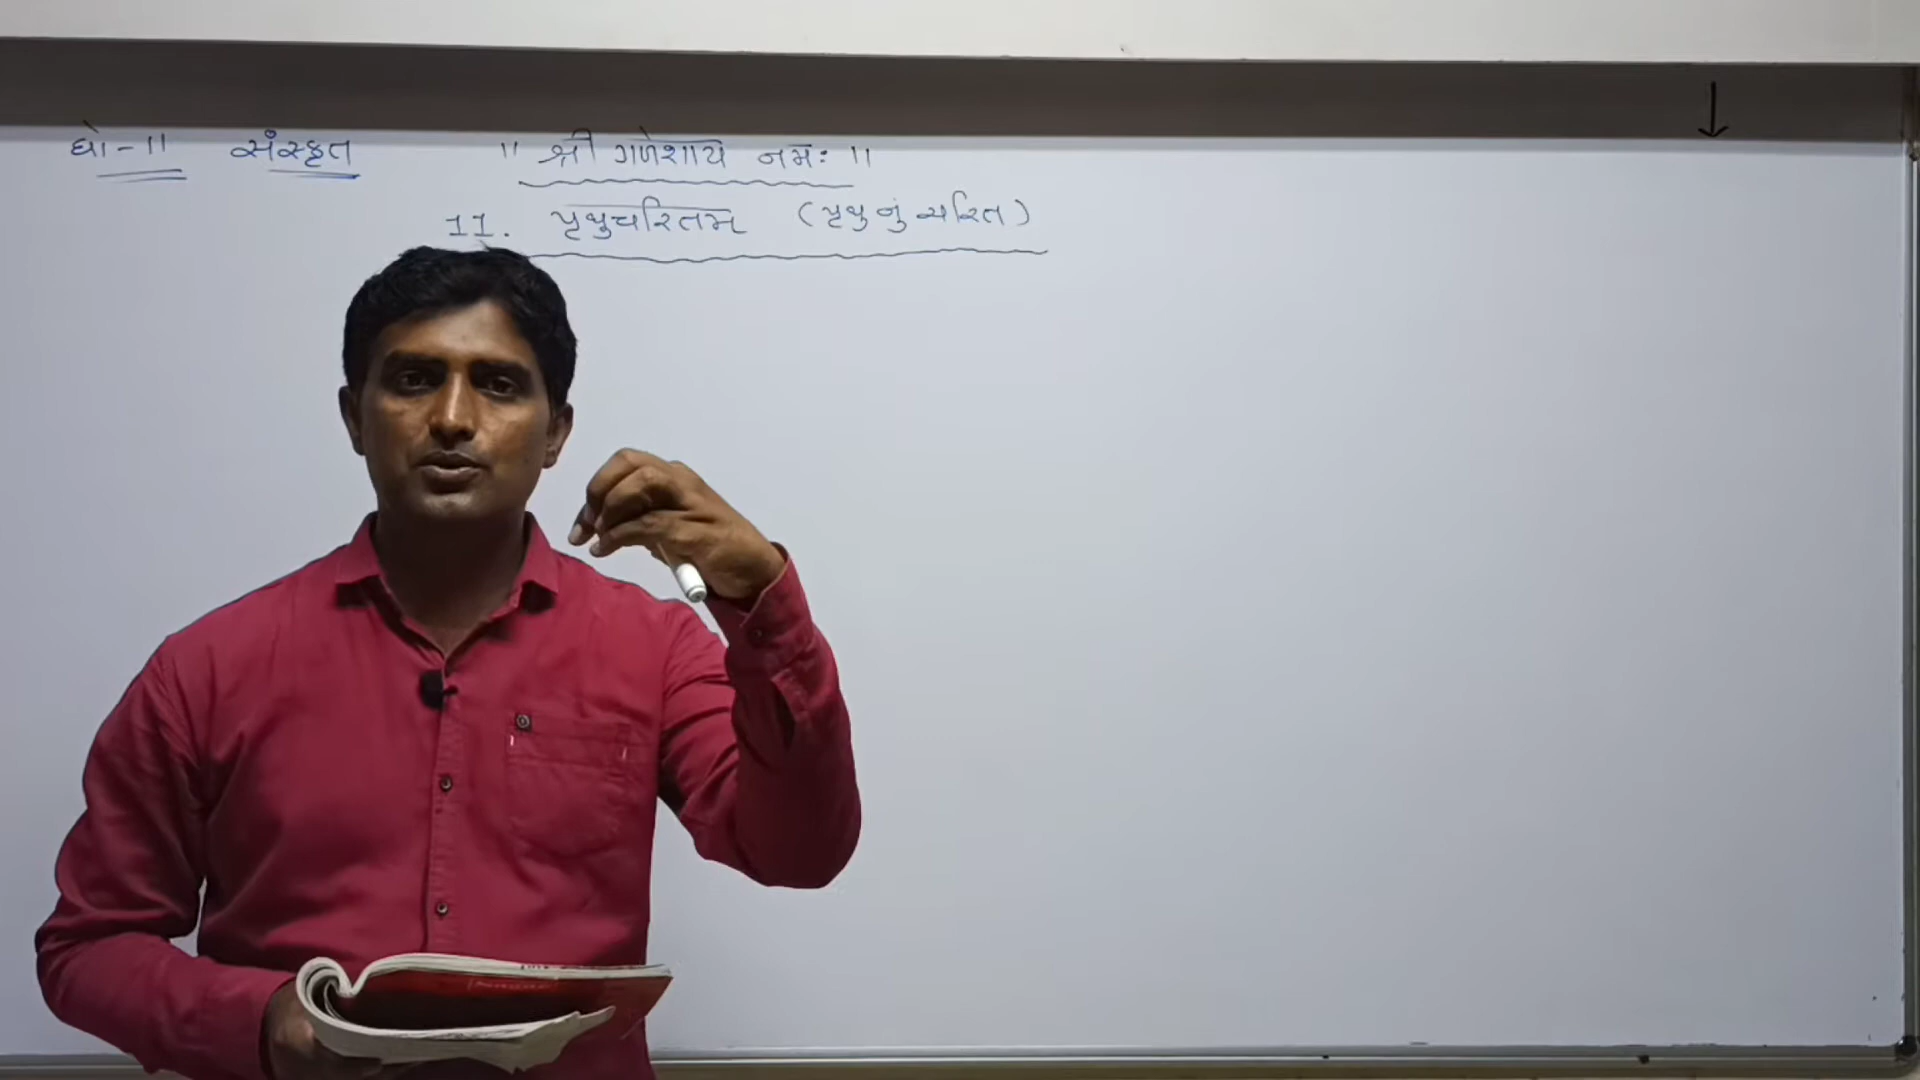 ધો-11 સંસ્કૃત "શ્રી ગણેશાય નમઃ"
11. પૃથુચરિતમ્ (પૃથુ નું ચરિત)